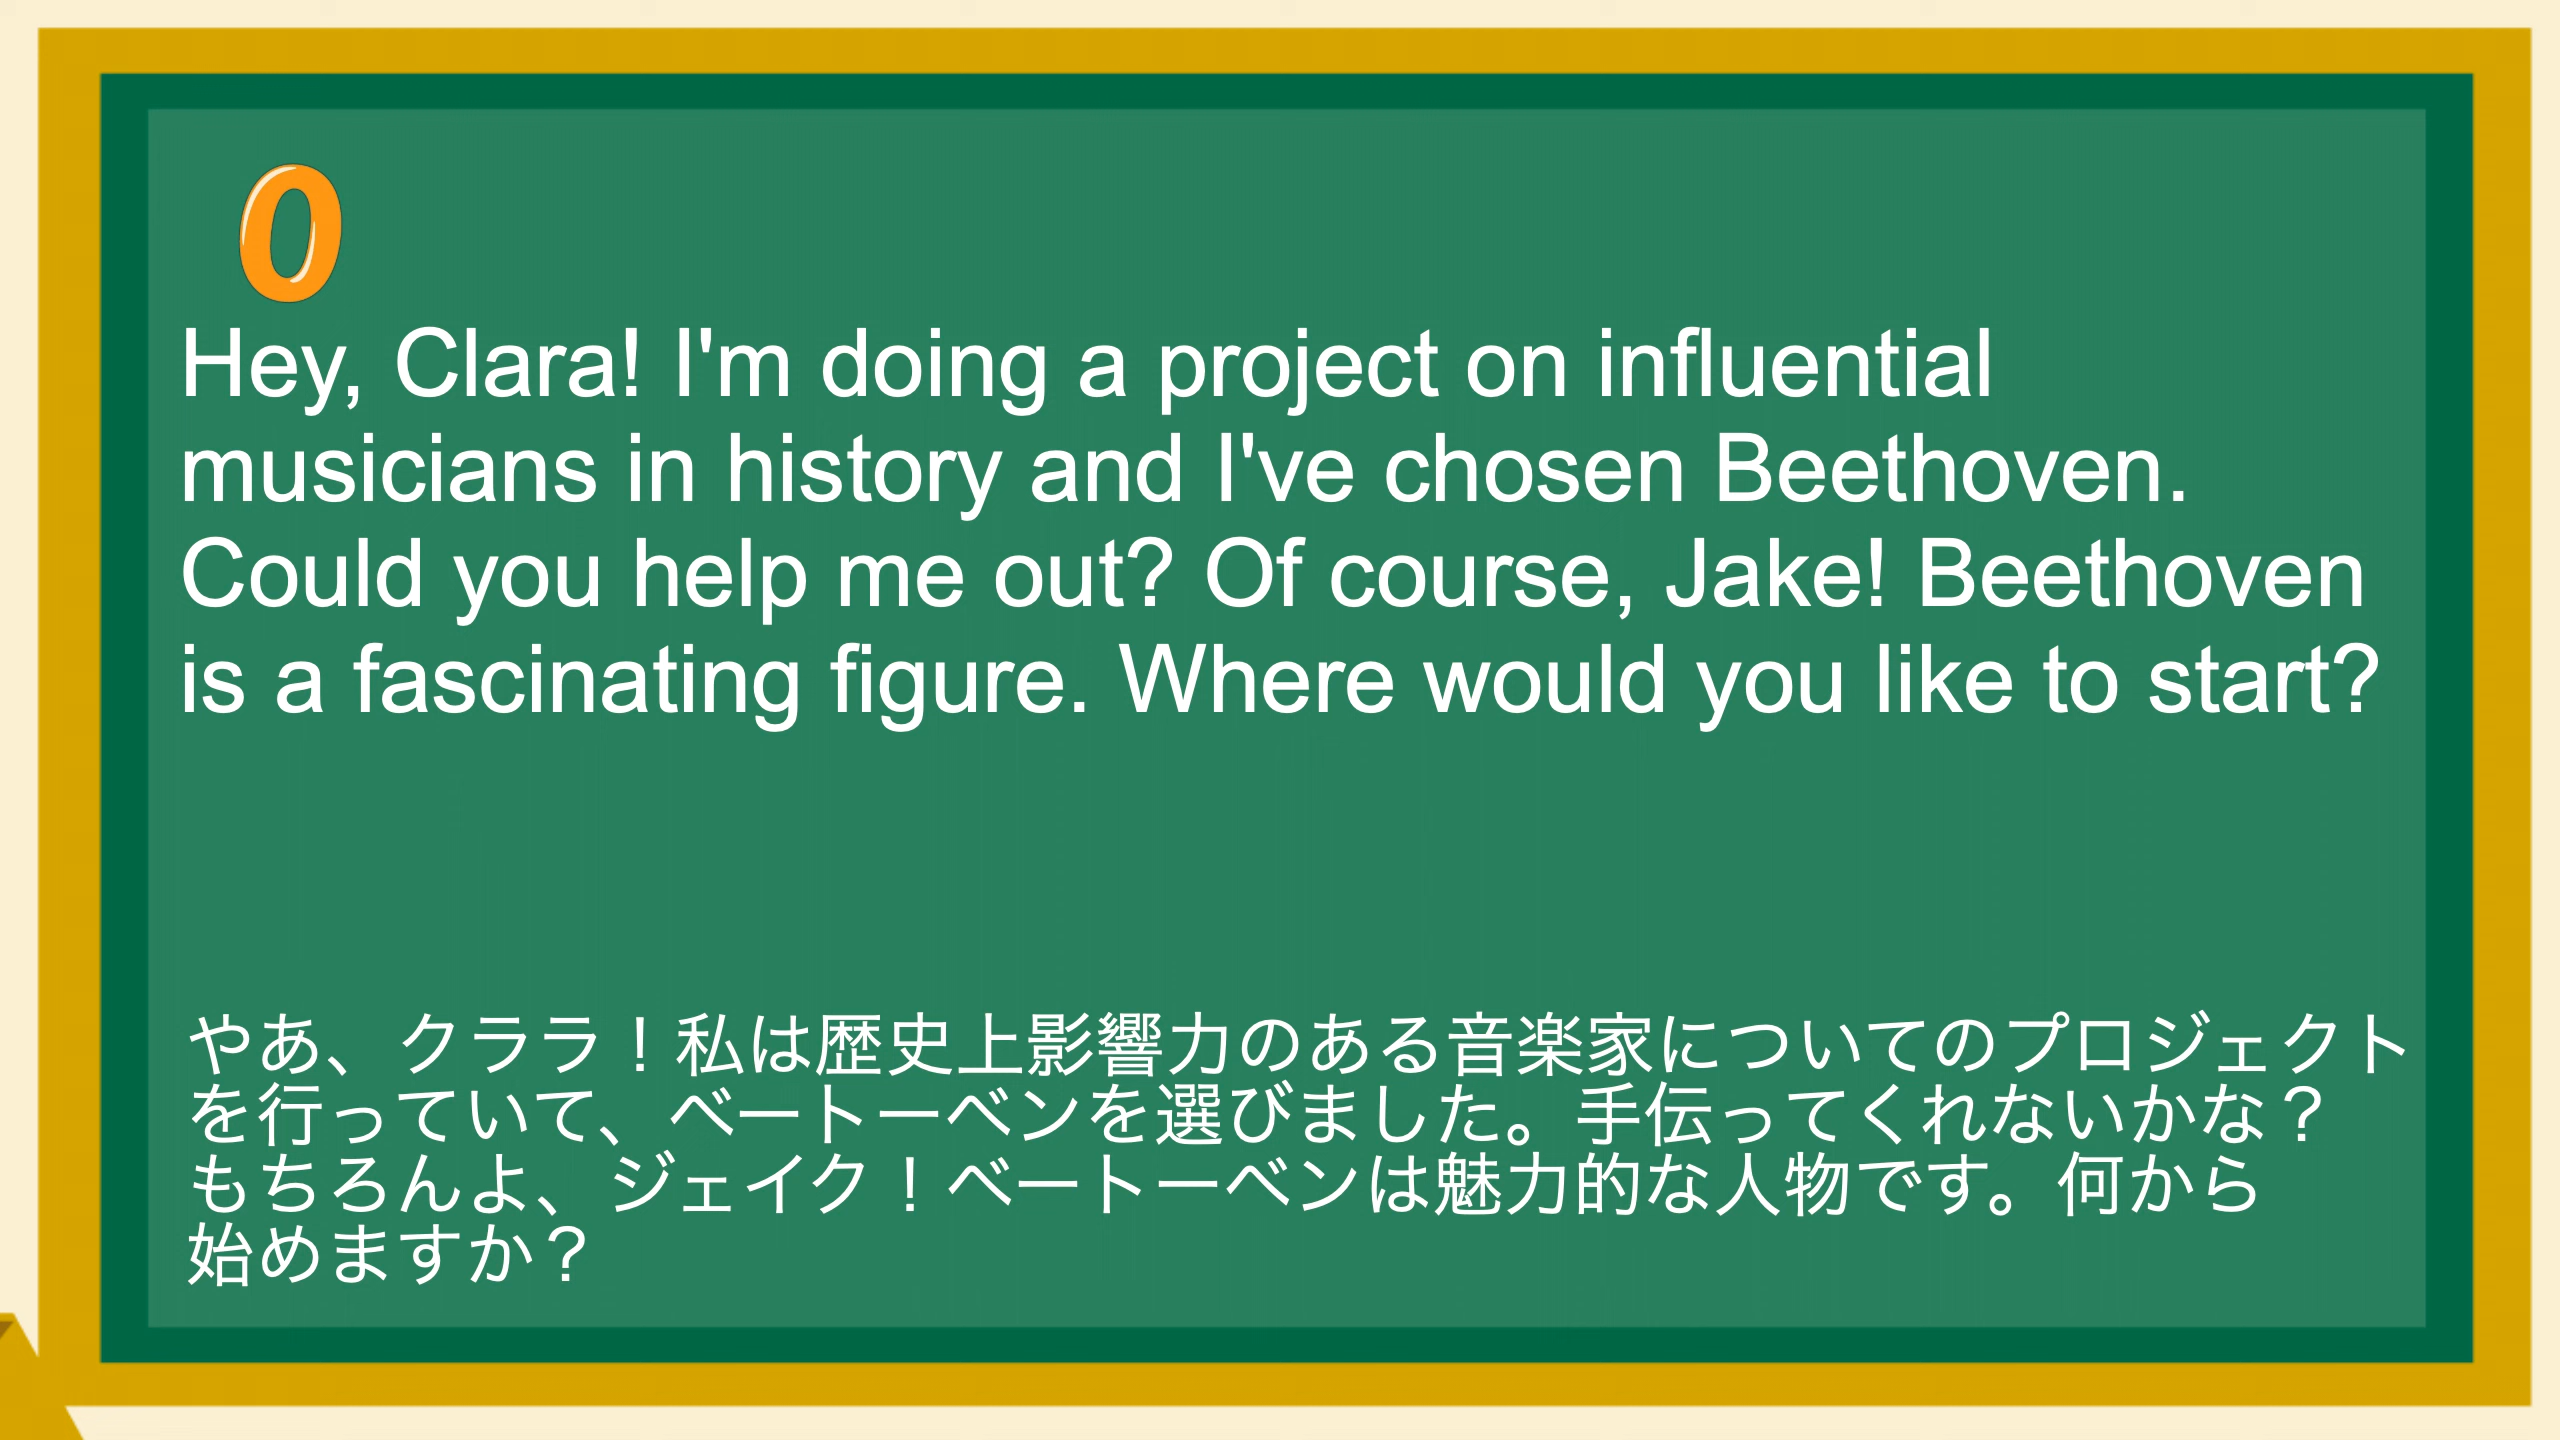 0
Hey, Clara! I'm doing a project on influential
musicians in history and I've chosen Beethoven.
Could you help me out? Of course, Jake! Beethoven
is a fascinating figure. Where would you like to start?
やあ、クララ！私は歴史上影響力のある音楽家についてのプロジェクト
を行っていて、ベートーベンを選びました。手伝ってくれないかな？
もちろんよ、ジェイク！ベートーベンは魅力的な人物です。何から
始めますか？